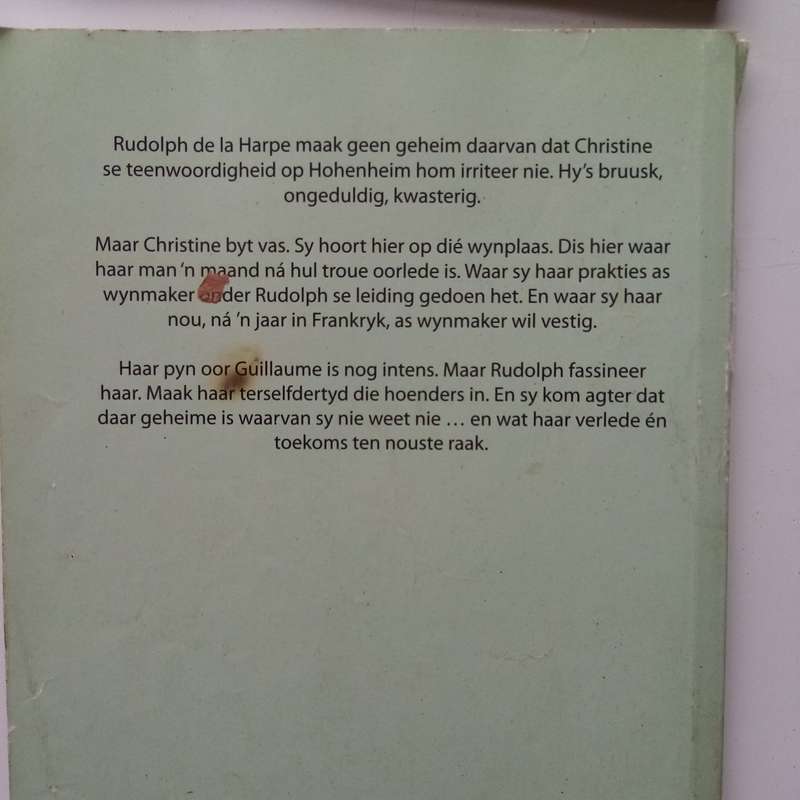 Rudolph de la Harpe maak geen geheim daarvan dat Christine
se teenwoordigheid op Hohenheim hom irriteer nie. Hy's bruusk,
ongeduldig, kwasterig.
Maar Christine byt vas. Sy hoort hier op dié wynplaas. Dis hier waar
haar man 'n maand ná hul troue oorlede is. Waar sy haar prakties as
wynmaker onder Rudolph se leiding gedoen het. En waar sy haar
nou, ná 'n jaar in Frankryk, as wynmaker wil vestig.
Haar pyn oor Guillaume is nog intens. Maar Rudolph fassineer
haar. Maak haar terselfdertyd die hoenders in. En sy kom agter dat
daar geheime is waarvan sy nie weet nie … en wat haar verlede én
toekoms ten nouste raak.